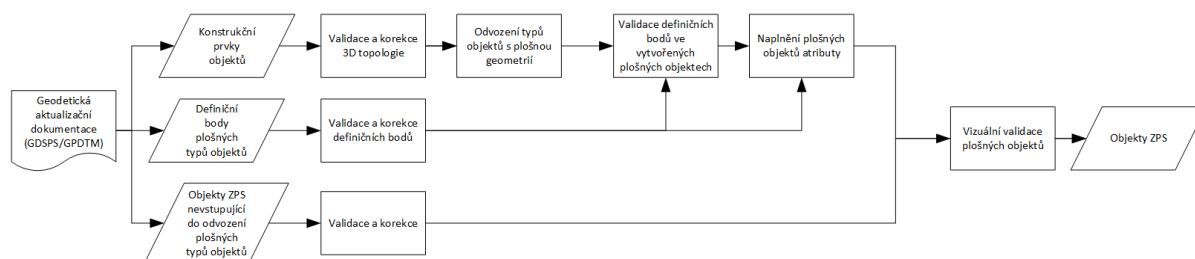 Geodetická
aktualizační
dokumentace
(GDSPS/GPDTM)
Konstrukční
prvky
objektů
Validace a korekce
3D topologie
Odvození typů
objektů s plošnou
geometrií
Validace definičních
bodů ve
vytvořených
plošných objektech
Naplnění plošných
objektů atributy
Definiční
body
plošných
typů objektů
Validace a korekce
definičních bodů
Objekty ZPS
nevstupující
do odvození
plošných
typů objektů
Validace a korekce
Vizuální validace
plošných objektů
Objekty ZPS